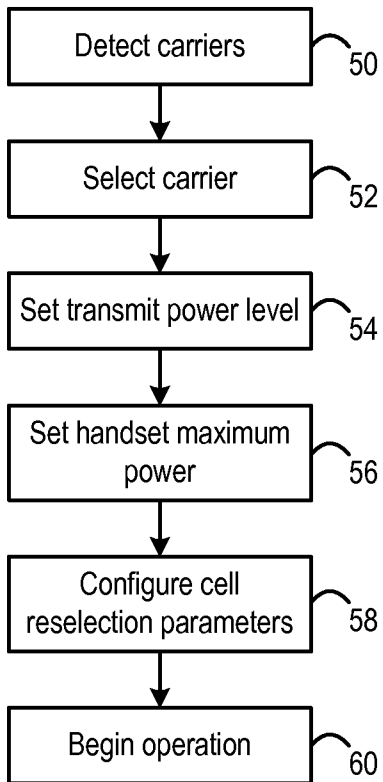 Detect carriers
50
Select carrier
52
Set transmit power level
54
Set handset maximum
power
56
Configure cell
reselection parameters
58
Begin operation
60